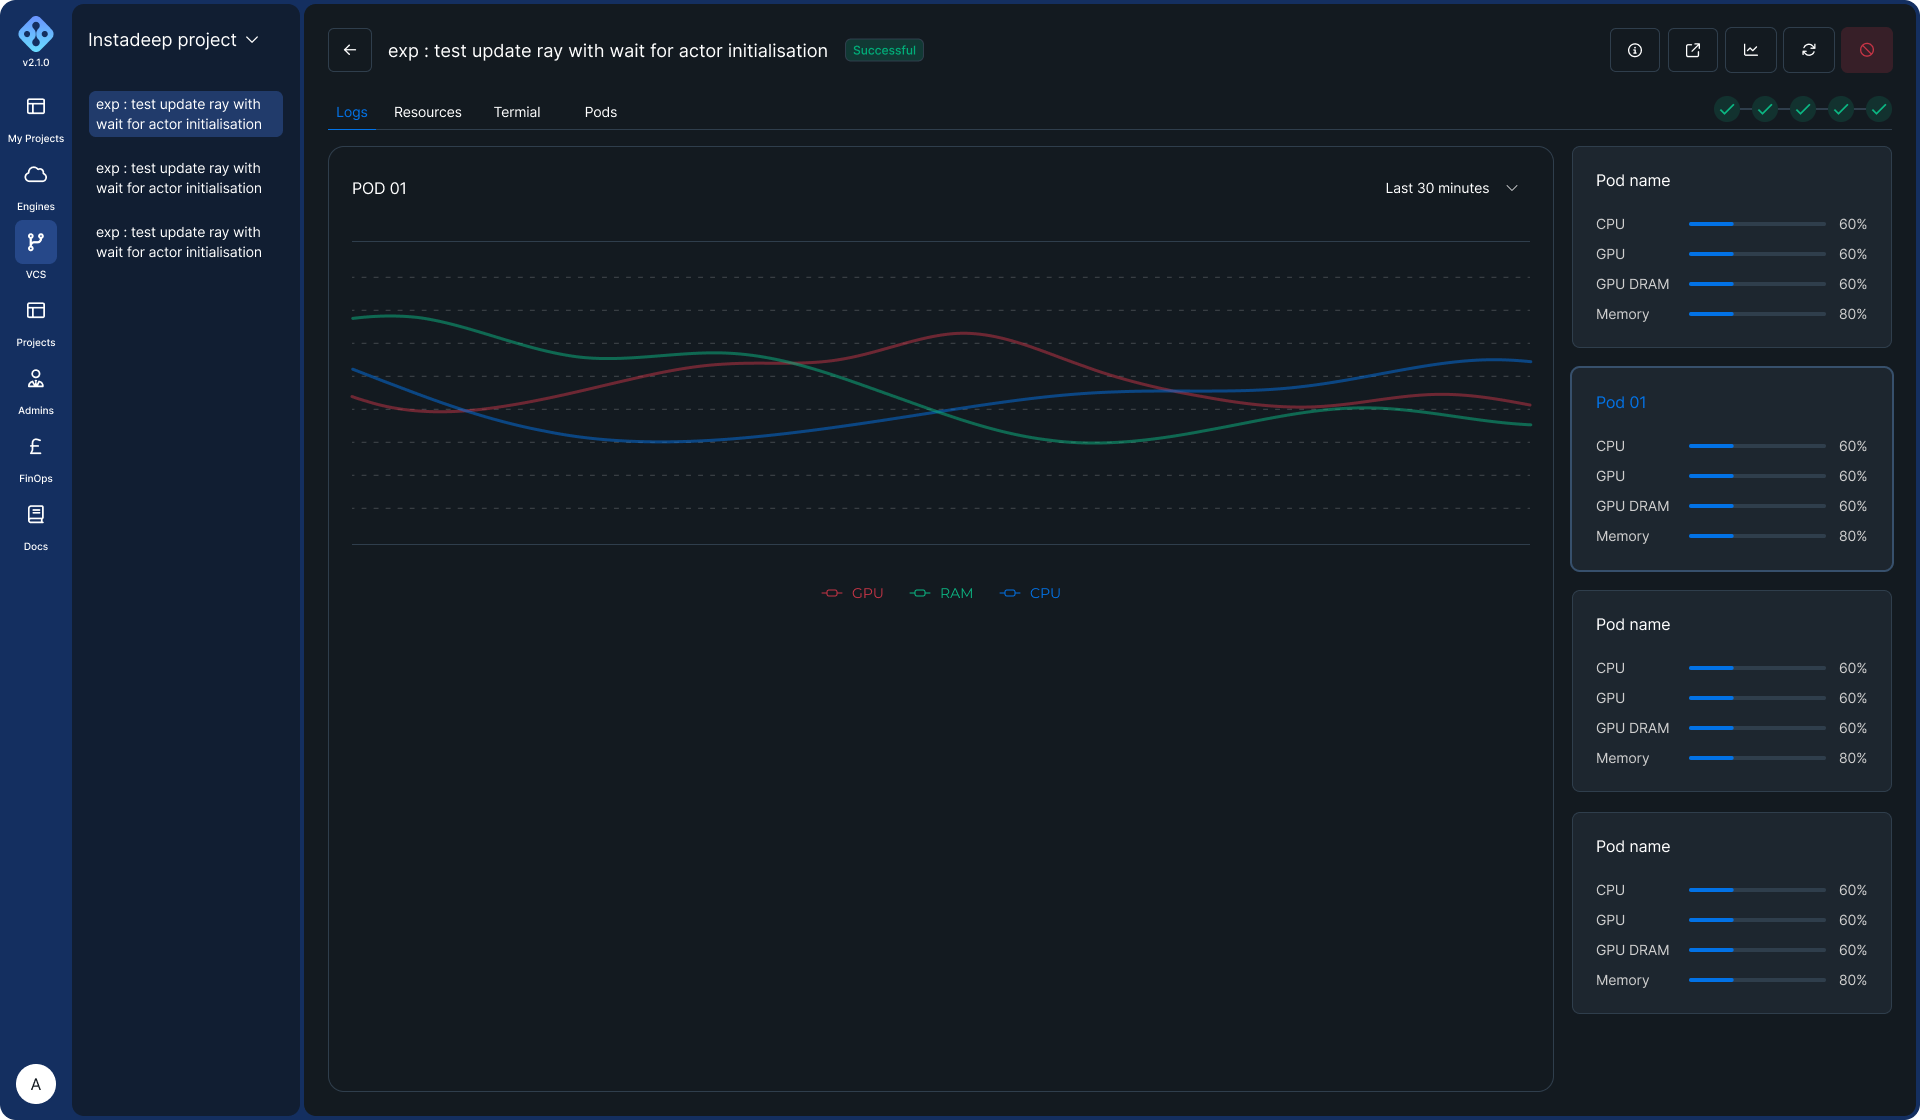 v2.1.0
My Projects
Engines
VCS
Projects
Admins
FinOps
Docs
A
Instadeep project
exp : test update ray with
wait for actor initialisation
exp : test update ray with
wait for actor initialisation
exp : test update ray with
wait for actor initialisation
exp : test update ray with wait for actor initialisation
Successful
Logs Resources Termial Pods
POD 01
Last 30 minutes
GPU RAM CPU
Pod name
CPU 60%
GPU 60%
GPU DRAM 60%
Memory 80%
Pod 01
CPU 60%
GPU 60%
GPU DRAM 60%
Memory 80%
Pod name
CPU 60%
GPU 60%
GPU DRAM 60%
Memory 80%
Pod name
CPU 60%
GPU 60%
GPU DRAM 60%
Memory 80%